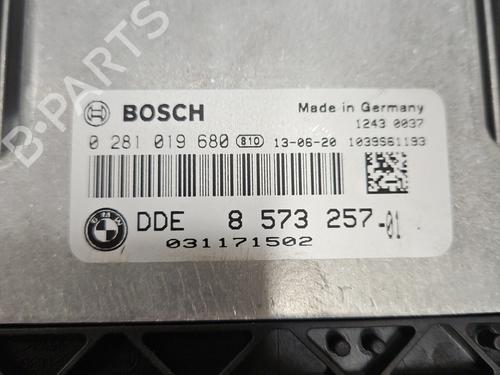 B-PARTS
BOSCH
Made in Germany
1243 0037
0 281 019 680 810 13-06-20 1039S61193
BMW DDE 8 573 257-01
031171502